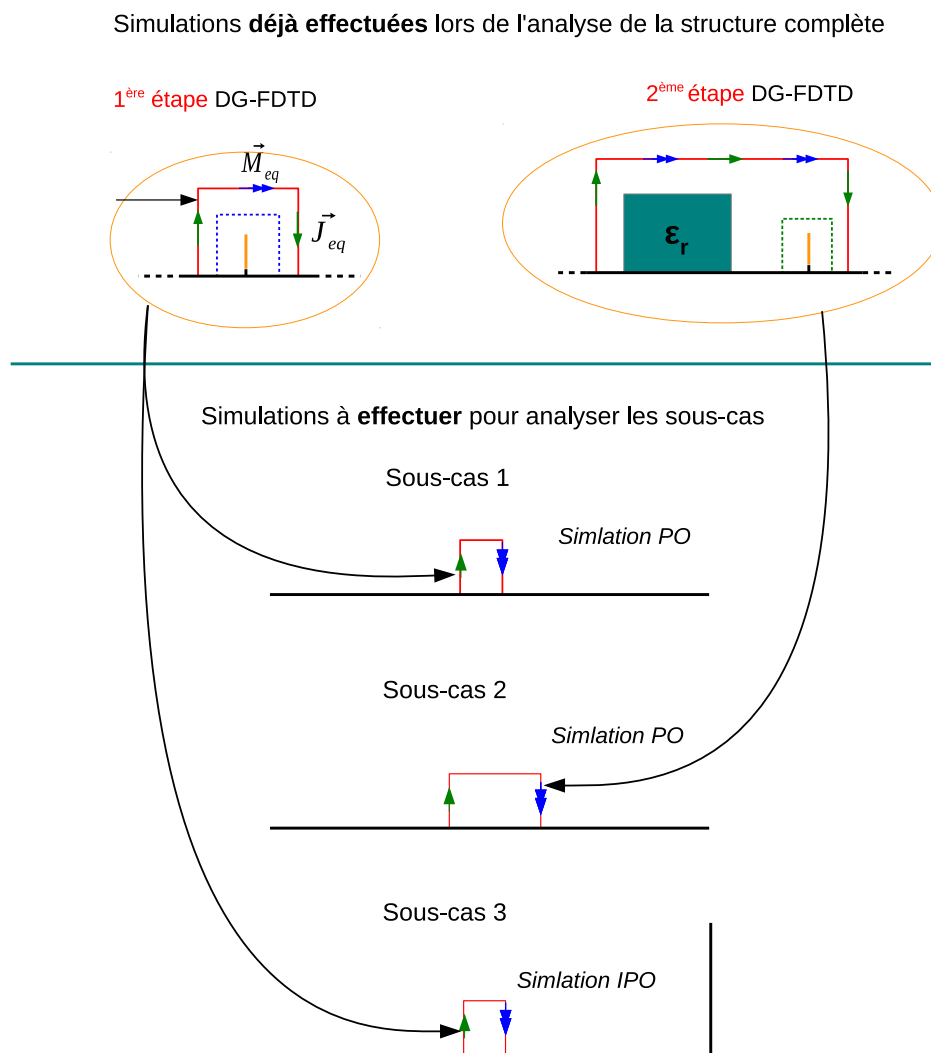 Simulations déjà effectuées lors de l'analyse de la structure complète
1ère étape DG-FDTD
2ème étape DG-FDTD
M eq
J eq
εr
Simulations à effectuer pour analyser les sous-cas
Sous-cas 1
Simlation PO
Sous-cas 2
Simlation PO
Sous-cas 3
Simlation IPO